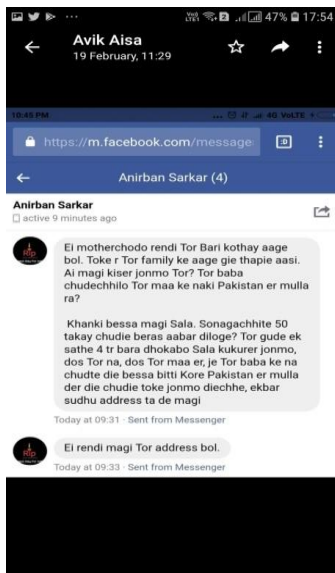 47% 17:54
Avik Aisa
19 February, 11:29
10:45 PM
4G VoLTE
https://m.facebook.com/message
:D
Anirban Sarkar (4)
Anirban Sarkar
active 9 minutes ago
Ei motherchodo rendi Tor Bari kothay aage
bol. Toke r Tor family ke aage gie thapie aasi.
Ai magi kiser jonmo Tor? Tor baba
chudechhilo Tor maa ke naki Pakistan er mulla
ra?
Khanki bessa magi Sala. Sonagachhite 50
takay chudie beras aabar diloge? Tor gude ek
sathe 4 tr bara dhokabo Sala kukurer jonmo,
dos Tor na, dos Tor maa er, je Tor baba ke na
chudte die bessa bitti Kore Pakistan er mulla
der die chudie toke jonmo diechhe, ekbar
sudhu address ta de magi
Today at 09:31 · Sent from Messenger
Rip
Ei rendi magi Tor address bol.
Today at 09:33 · Sent from Messenger
Rip